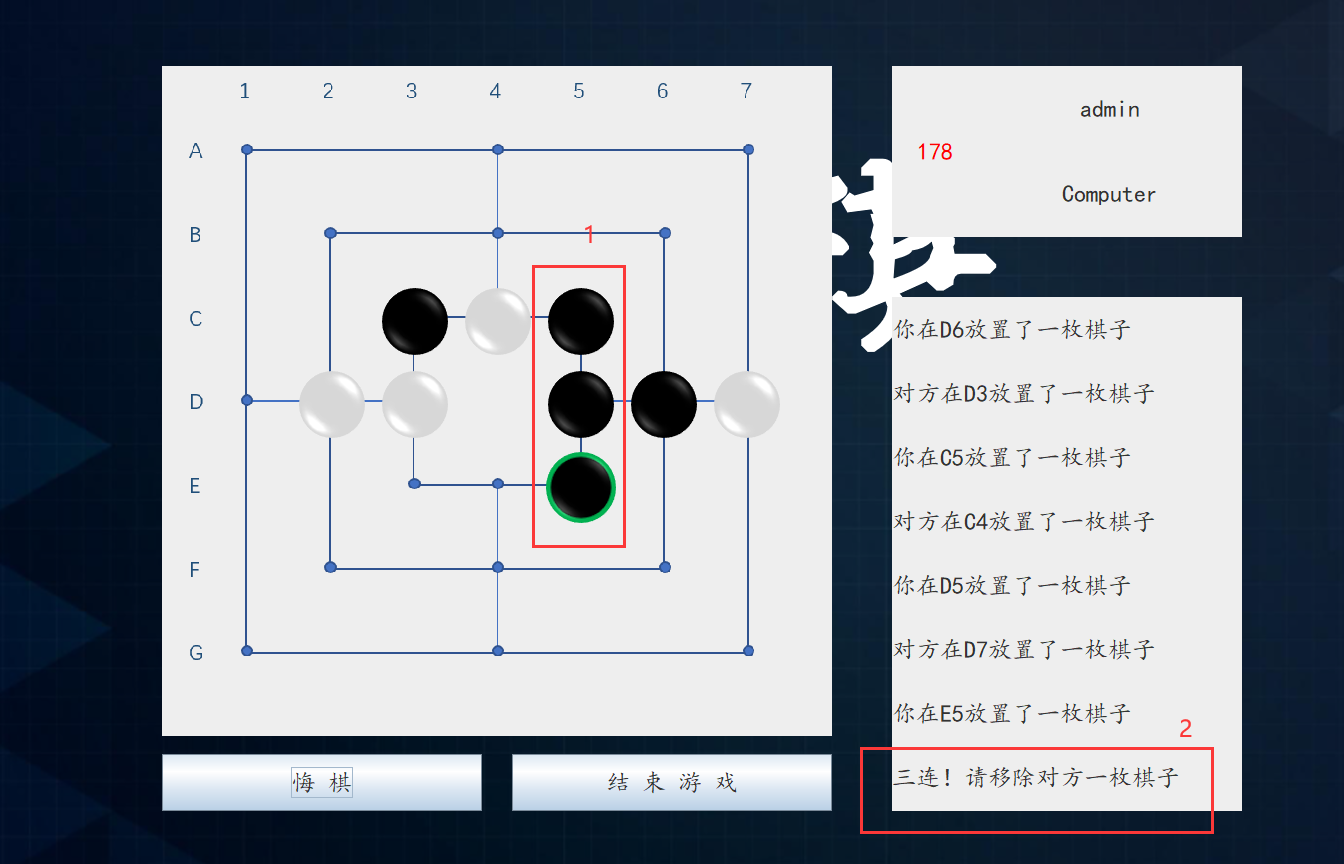 1 2 3 4 5 6 7
A
B
C
D
E
F
G
1
悔 棋
结 束 游 戏
admin
178
Computer
棋
你在D6放置了一枚棋子
对方在D3放置了一枚棋子
你在C5放置了一枚棋子
对方在C4放置了一枚棋子
你在D5放置了一枚棋子
对方在D7放置了一枚棋子
你在E5放置了一枚棋子
2
三连! 请移除对方一枚棋子